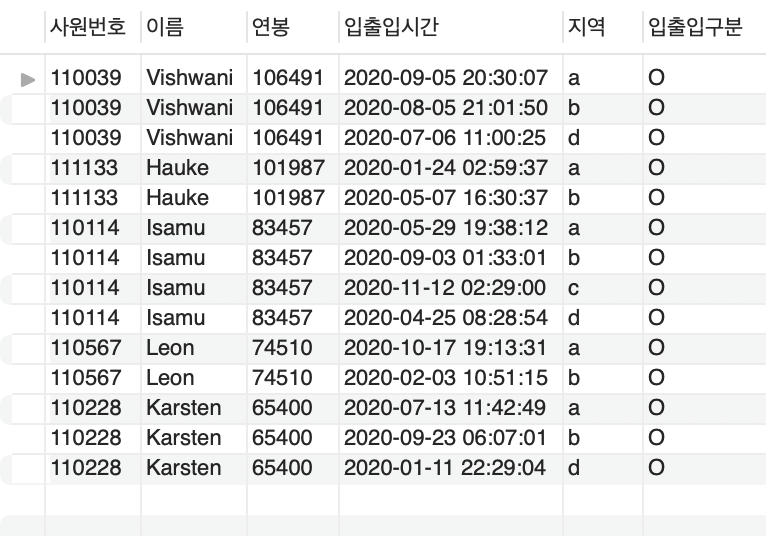 사원번호 이름 연봉 입출입시간 지역 입출입구분
110039 Vishwani 106491 2020-09-05 20:30:07 a O
110039 Vishwani 106491 2020-08-05 21:01:50 b O
110039 Vishwani 106491 2020-07-06 11:00:25 d O
111133 Hauke 101987 2020-01-24 02:59:37 a O
111133 Hauke 101987 2020-05-07 16:30:37 b O
110114 Isamu 83457 2020-05-29 19:38:12 a O
110114 Isamu 83457 2020-09-03 01:33:01 b O
110114 Isamu 83457 2020-11-12 02:29:00 c O
110114 Isamu 83457 2020-04-25 08:28:54 d O
110567 Leon 74510 2020-10-17 19:13:31 a O
110567 Leon 74510 2020-02-03 10:51:15 b O
110228 Karsten 65400 2020-07-13 11:42:49 a O
110228 Karsten 65400 2020-09-23 06:07:01 b O
110228 Karsten 65400 2020-01-11 22:29:04 d O